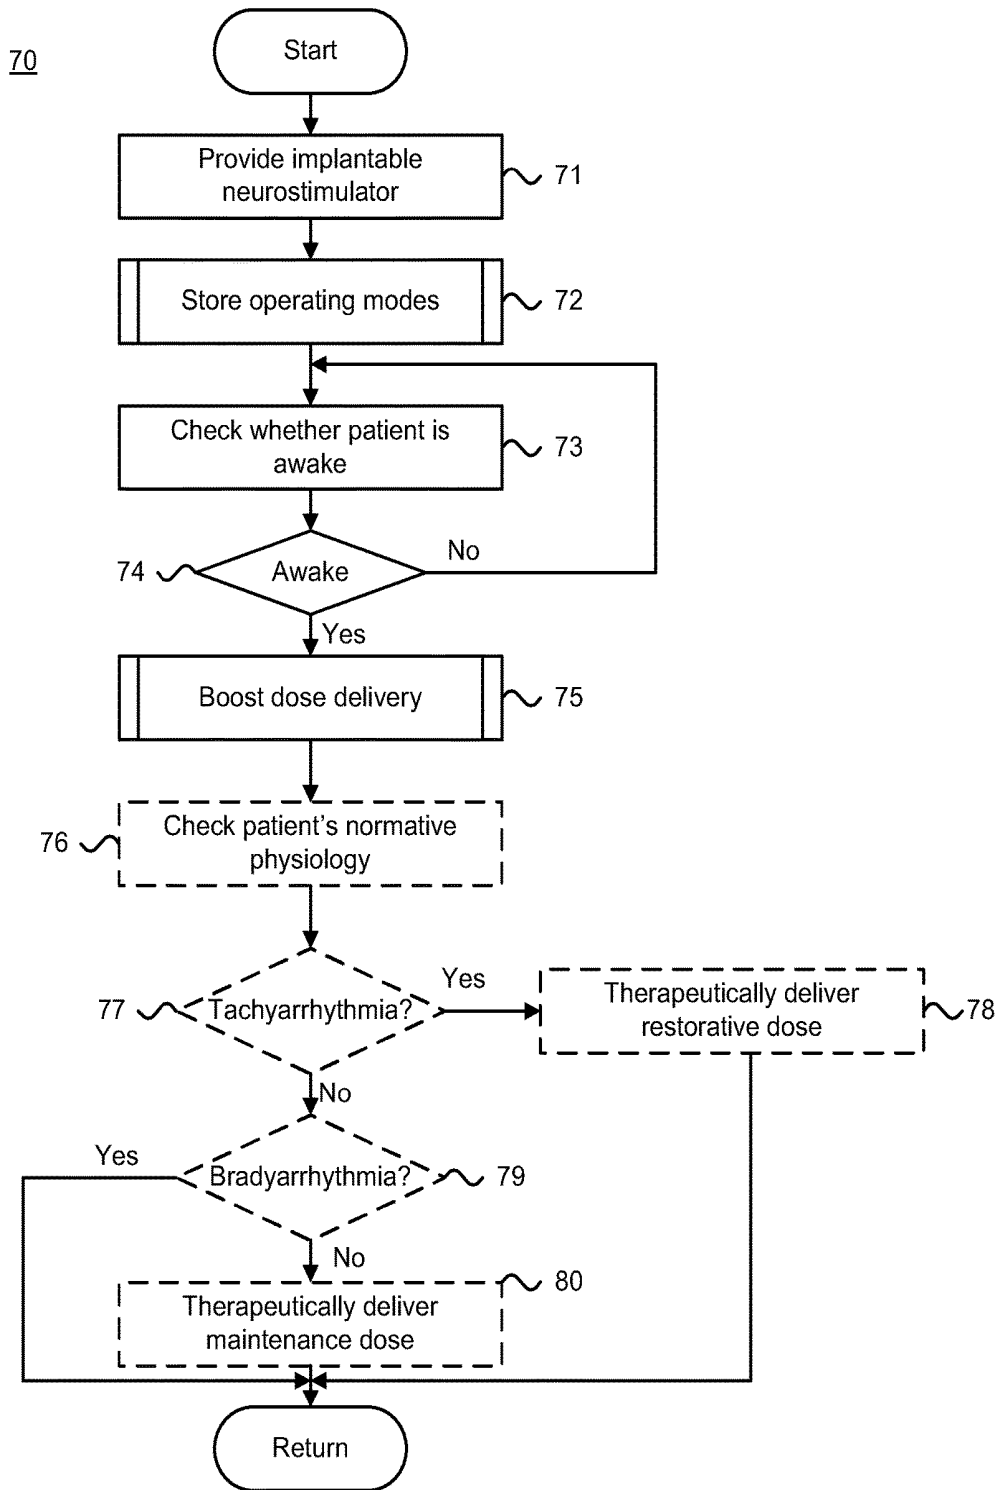 Start
70
Provide implantable
neurostimulator
71
Store operating modes
72
Check whether patient is
awake
73
No
74
Awake
Yes
Boost dose delivery
75
Check patient's normative
physiology
76
Yes
Tachyarrhythmia?
77
Therapeutically deliver
restorative dose
78
No
Yes
Bradyarrhythmia?
79
No
80
Therapeutically deliver
maintenance dose
Return